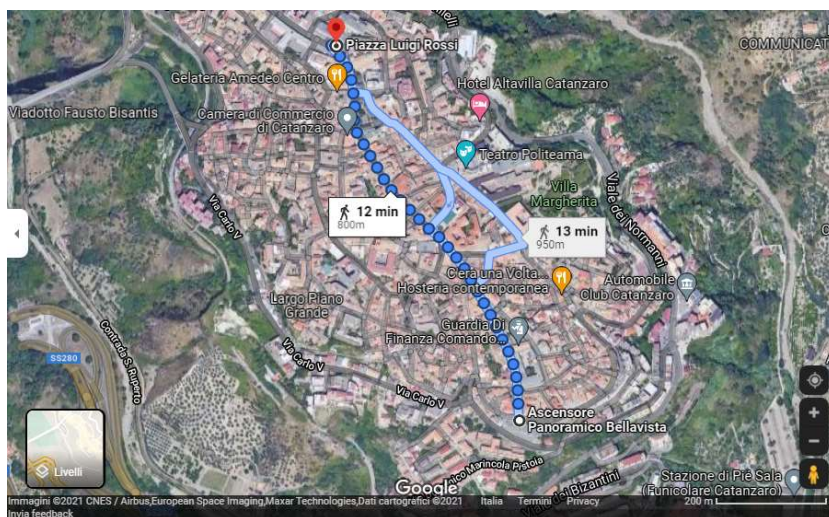 COMMUNICAT
Piazza Luigi Rossi
Gelateria Amedeo Centro
Hotel Altavilla Catanzaro
Viadotto Fausto Bisantis
Camera di Commercio
di Catanzaro
Teatro Politeama
Via Carlo V
Villa
Margherita
Viale dei Normanni
12 min
800m
13 min
950m
C'era una Volta...
Hosteria contemporanea
Automobile
Club Catanzaro
Largo Piano
Grande
Guardia Di
Finanza Comando...
Via Carlo V
Contrada S. Ruperto
SS280
Via Carlo V
Ascensore
Panoramico Bellavista
Livelli
Marincola Pistoia
dei Bizantini
Stazione di Piè Sala
(Funicolare Catanzaro)
Google
Immagini ©2021 CNES / Airbus,European Space Imaging,Maxar Technologies,Dati cartografici ©2021 Italia Termini Privacy 200 m
Invia feedback